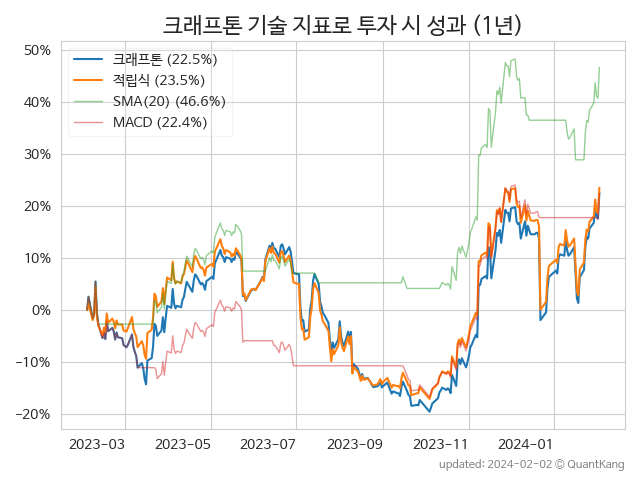 크래프톤 기술 지표로 투자 시 성과 (1년)
크래프톤 (22.5%)
적립식 (23.5%)
SMA(20) (46.6%)
MACD (22.4%)
50%
40%
30%
20%
10%
0%
−10%
−20%
2023-03 2023-05 2023-07 2023-09 2023-11 2024-01
updated: 2024-02-02 © QuantKang